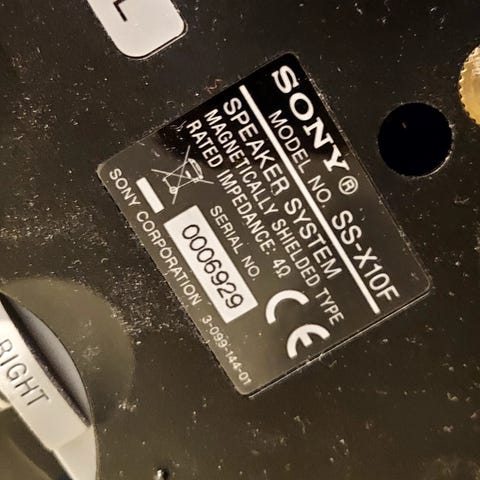 L
SONY®
MODEL NO. SS-X10F
SPEAKER SYSTEM
MAGNETICALLY SHIELDED TYPE
RATED IMPEDANCE 4Ω
SERIAL NO.
0006929
CE
SONY CORPORATION 3-099-144-01
RIGHT